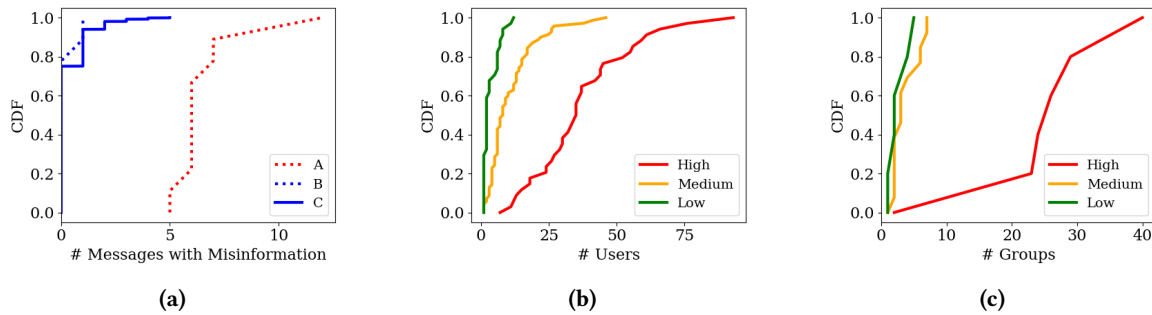 CDF
1.0
0.8
0.6
0.4
0.2
0.0
A
B
C
0 5 10
# Messages with Misinformation
(a)
CDF
1.0
0.8
0.6
0.4
0.2
0.0
High
Medium
Low
0 25 50 75
# Users
(b)
CDF
1.0
0.8
0.6
0.4
0.2
0.0
High
Medium
Low
0 10 20 30 40
# Groups
(c)